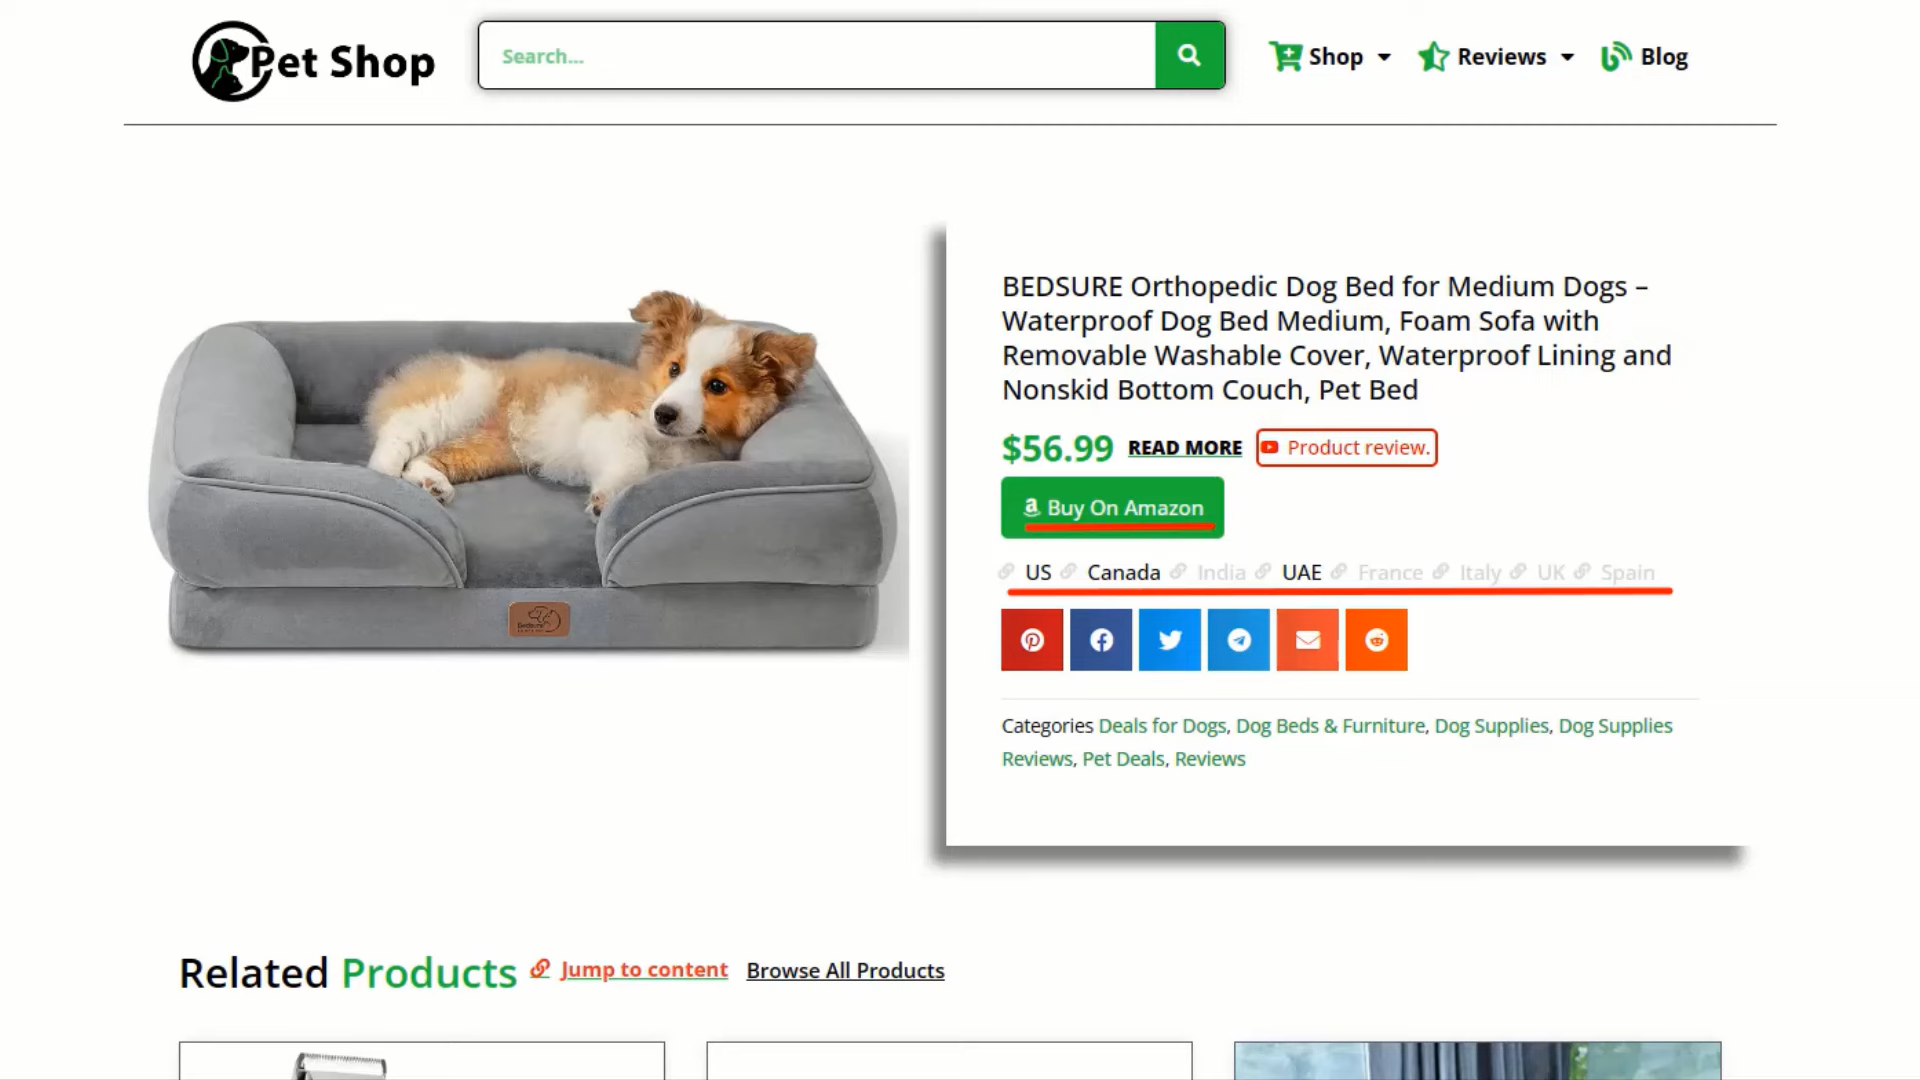 Pet Shop
Search...
Shop
Reviews
Blog
BEDSURE Orthopedic Dog Bed for Medium Dogs –
Waterproof Dog Bed Medium, Foam Sofa with
Removable Washable Cover, Waterproof Lining and
Nonskid Bottom Couch, Pet Bed
$56.99 READ MORE Product review.
Buy On Amazon
US Canada India UAE France Italy UK Spain
Categories Deals for Dogs, Dog Beds & Furniture, Dog Supplies, Dog Supplies
Reviews, Pet Deals, Reviews
Related Products Jump to content Browse All Products